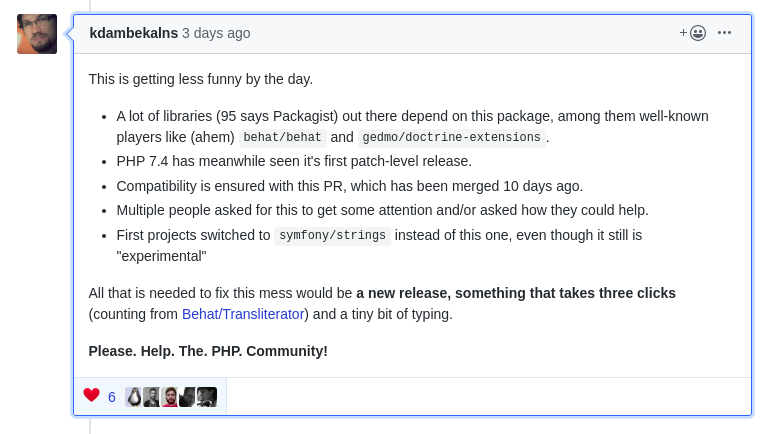 kdambekalns 3 days ago
This is getting less funny by the day.
• A lot of libraries (95 says Packagist) out there depend on this package, among them well-known
players like (ahem) behat/behat and gedmo/doctrine-extensions.
• PHP 7.4 has meanwhile seen it's first patch-level release.
• Compatibility is ensured with this PR, which has been merged 10 days ago.
• Multiple people asked for this to get some attention and/or asked how they could help.
• First projects switched to symfony/strings instead of this one, even though it still is
"experimental"
All that is needed to fix this mess would be a new release, something that takes three clicks
(counting from Behat/Transliterator) and a tiny bit of typing.
Please. Help. The. PHP. Community!
6